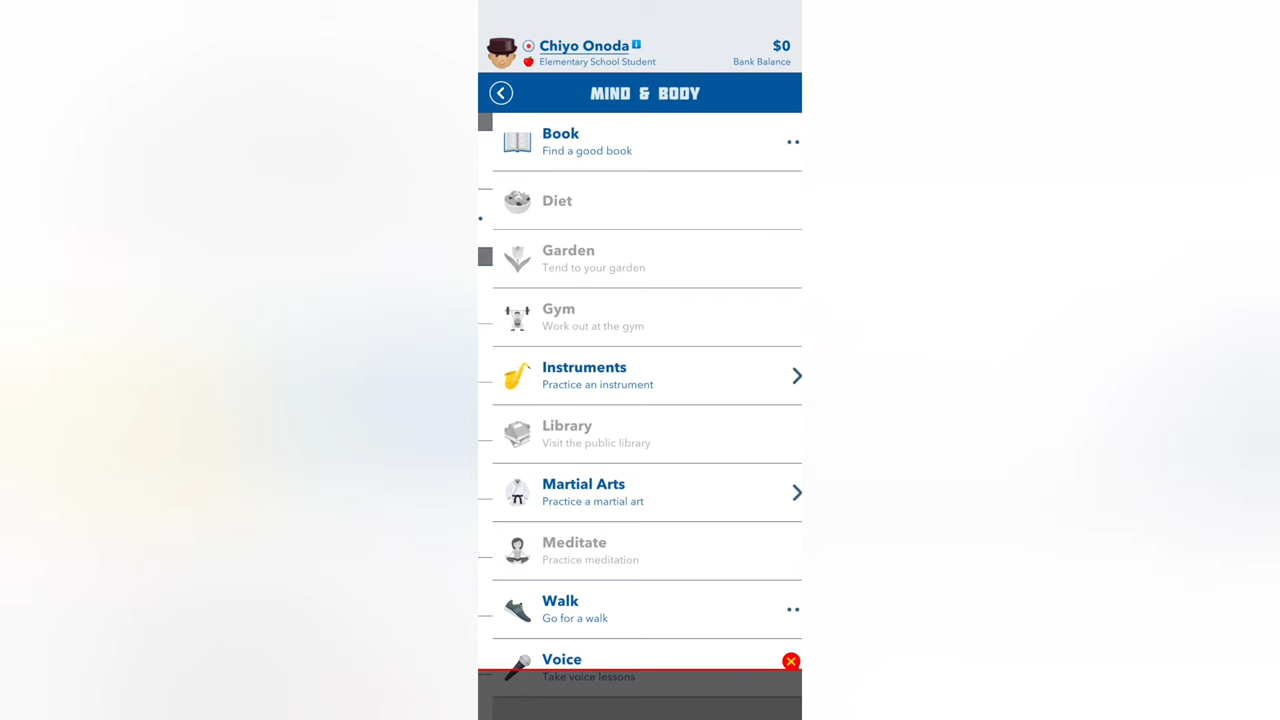 Chiyo Onoda
$0
Elementary School Student
Bank Balance
MIND & BODY
Book
Find a good book
Diet
Garden
Tend to your garden
Gym
Work out at the gym
Instruments
Practice an instrument
Library
Visit the public library
Martial Arts
Practice a martial art
Meditate
Practice meditation
Walk
Go for a walk
Voice
Take voice lessons